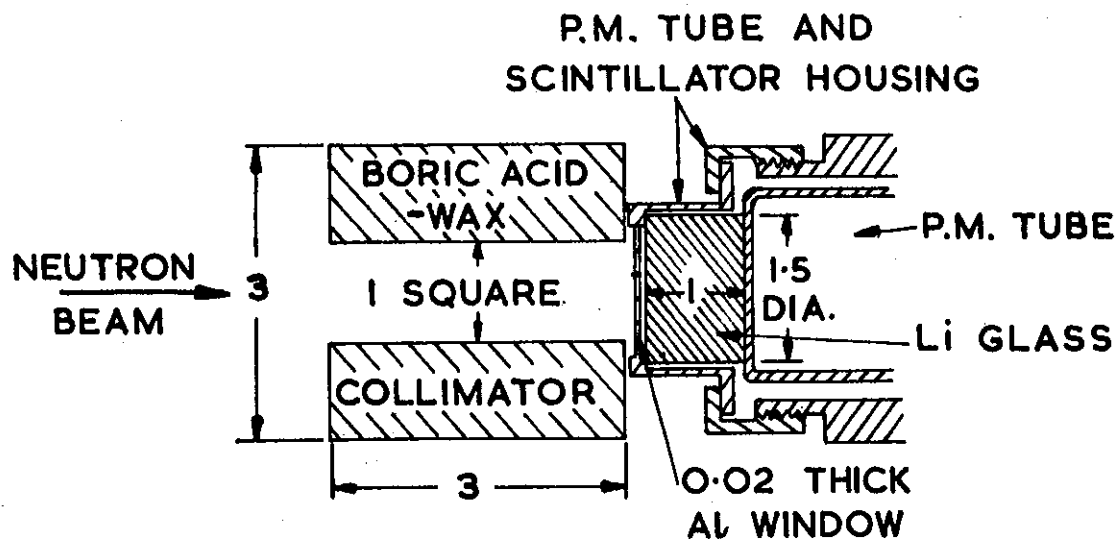 P.M. TUBE AND
SCINTILLATOR HOUSING
BORIC ACID
-WAX
NEUTRON
BEAM
3
1 SQUARE
1
1·5
DIA.
P.M. TUBE
Li GLASS
COLLIMATOR
3
0·02 THICK
Al WINDOW